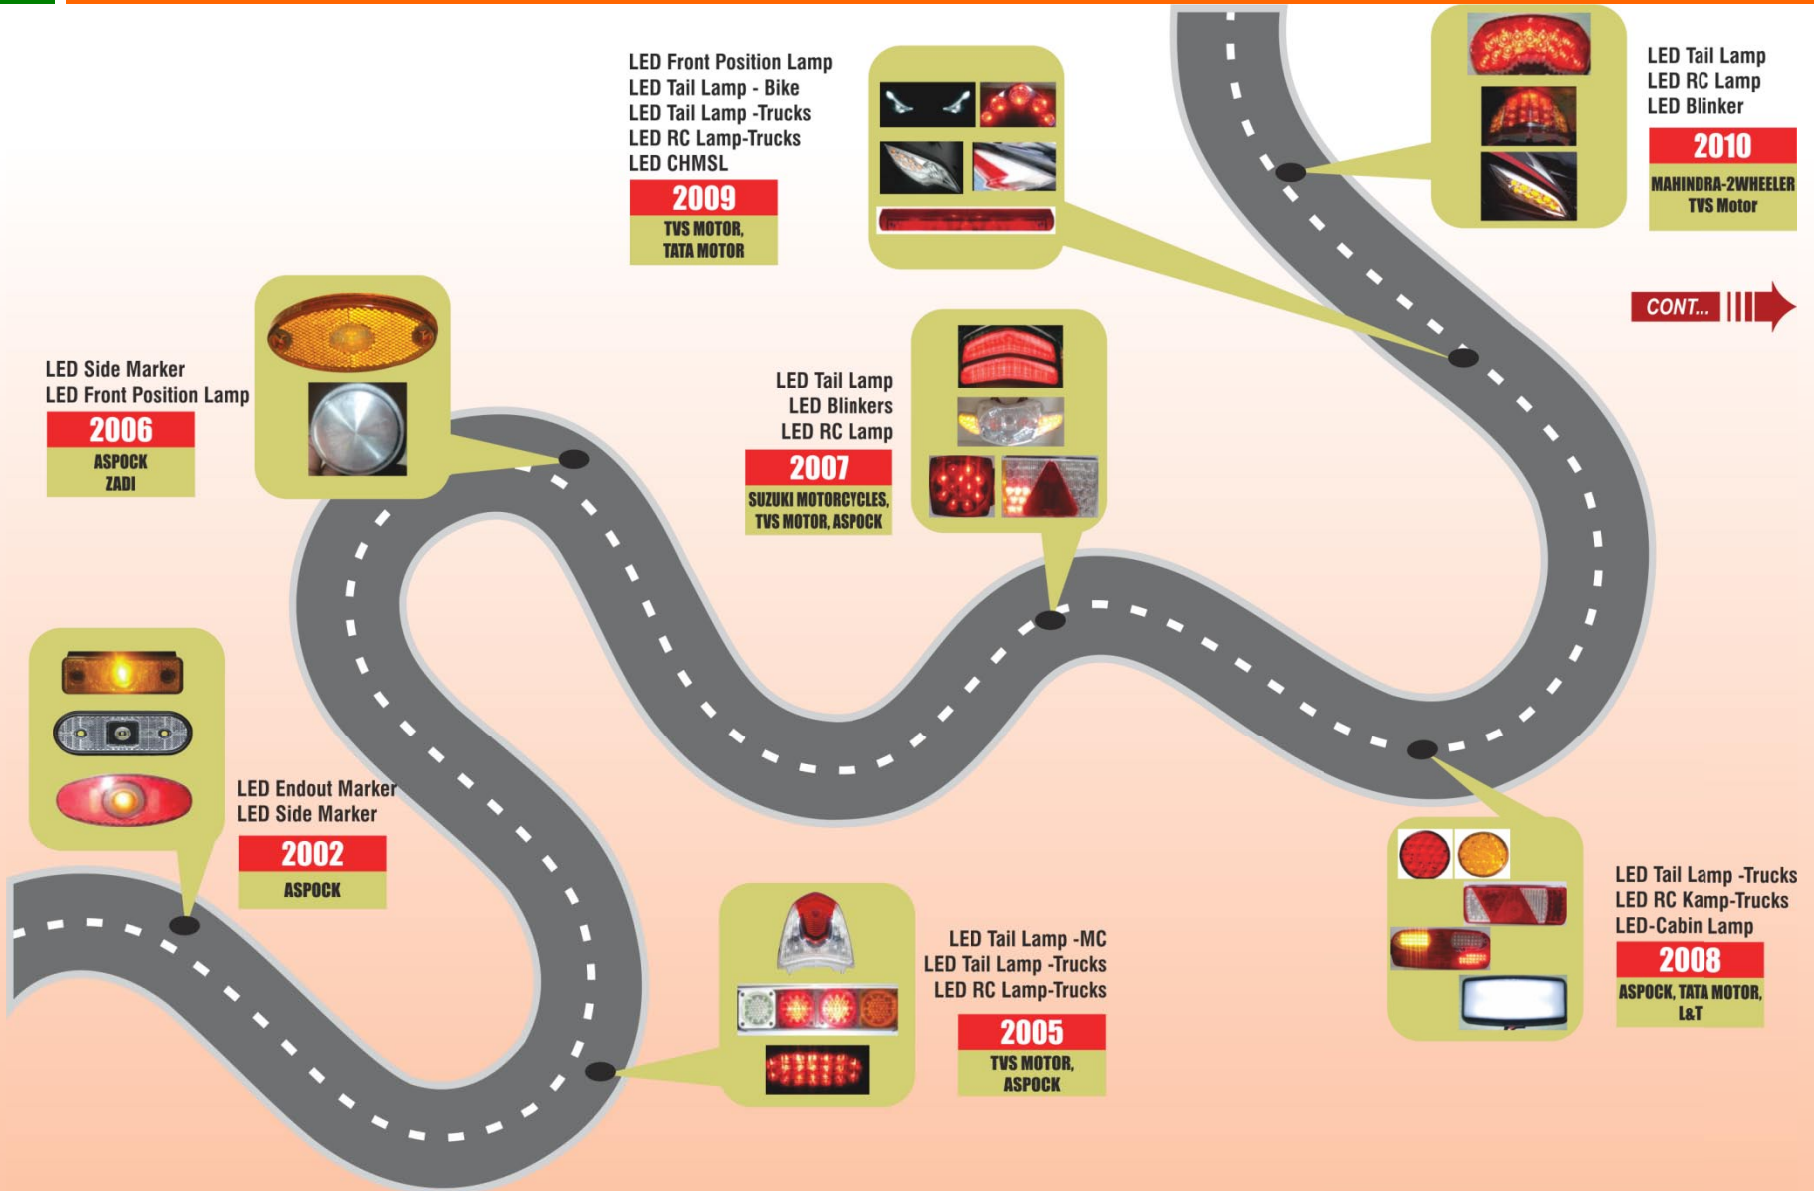 LED Front Position Lamp
LED Tail Lamp - Bike
LED Tail Lamp -Trucks
LED RC Lamp-Trucks
LED CHMSL
2009
TVS MOTOR,
TATA MOTOR
LED Tail Lamp
LED RC Lamp
LED Blinker
2010
MAHINDRA-2WHEELER
TVS Motor
CONT...
LED Side Marker
LED Front Position Lamp
2006
ASPOCK
ZADI
LED Tail Lamp
LED Blinkers
LED RC Lamp
2007
SUZUKI MOTORCYCLES,
TVS MOTOR, ASPOCK
LED Endout Marker
LED Side Marker
2002
ASPOCK
LED Tail Lamp -MC
LED Tail Lamp -Trucks
LED RC Lamp-Trucks
2005
TVS MOTOR,
ASPOCK
LED Tail Lamp -Trucks
LED RC Kamp-Trucks
LED-Cabin Lamp
2008
ASPOCK, TATA MOTOR,
L&T